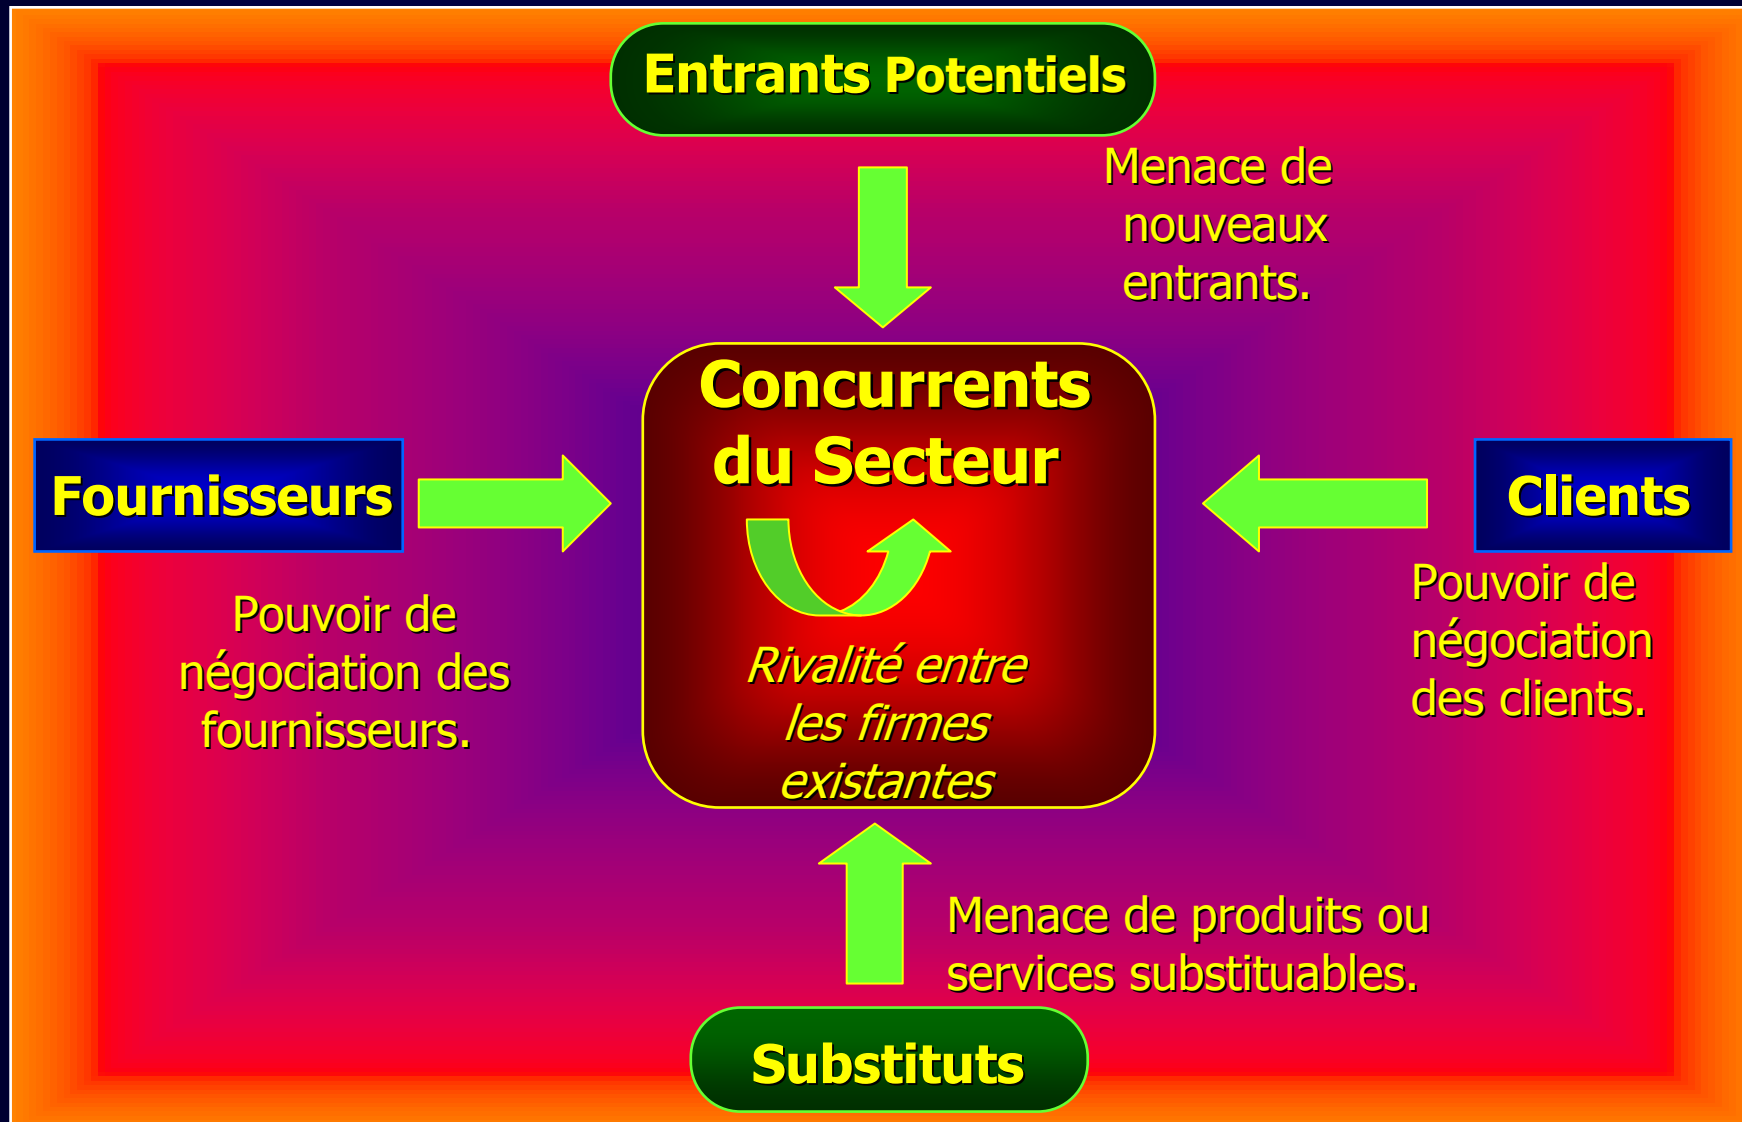 Entrants Potentiels
Menace de
nouveaux
entrants.
Concurrents
du Secteur
Fournisseurs
Clients
Pouvoir de
négociation des
fournisseurs.
Pouvoir de
négociation
des clients.
Rivalité entre
les firmes
existantes
Menace de produits ou
services substituables.
Substituts